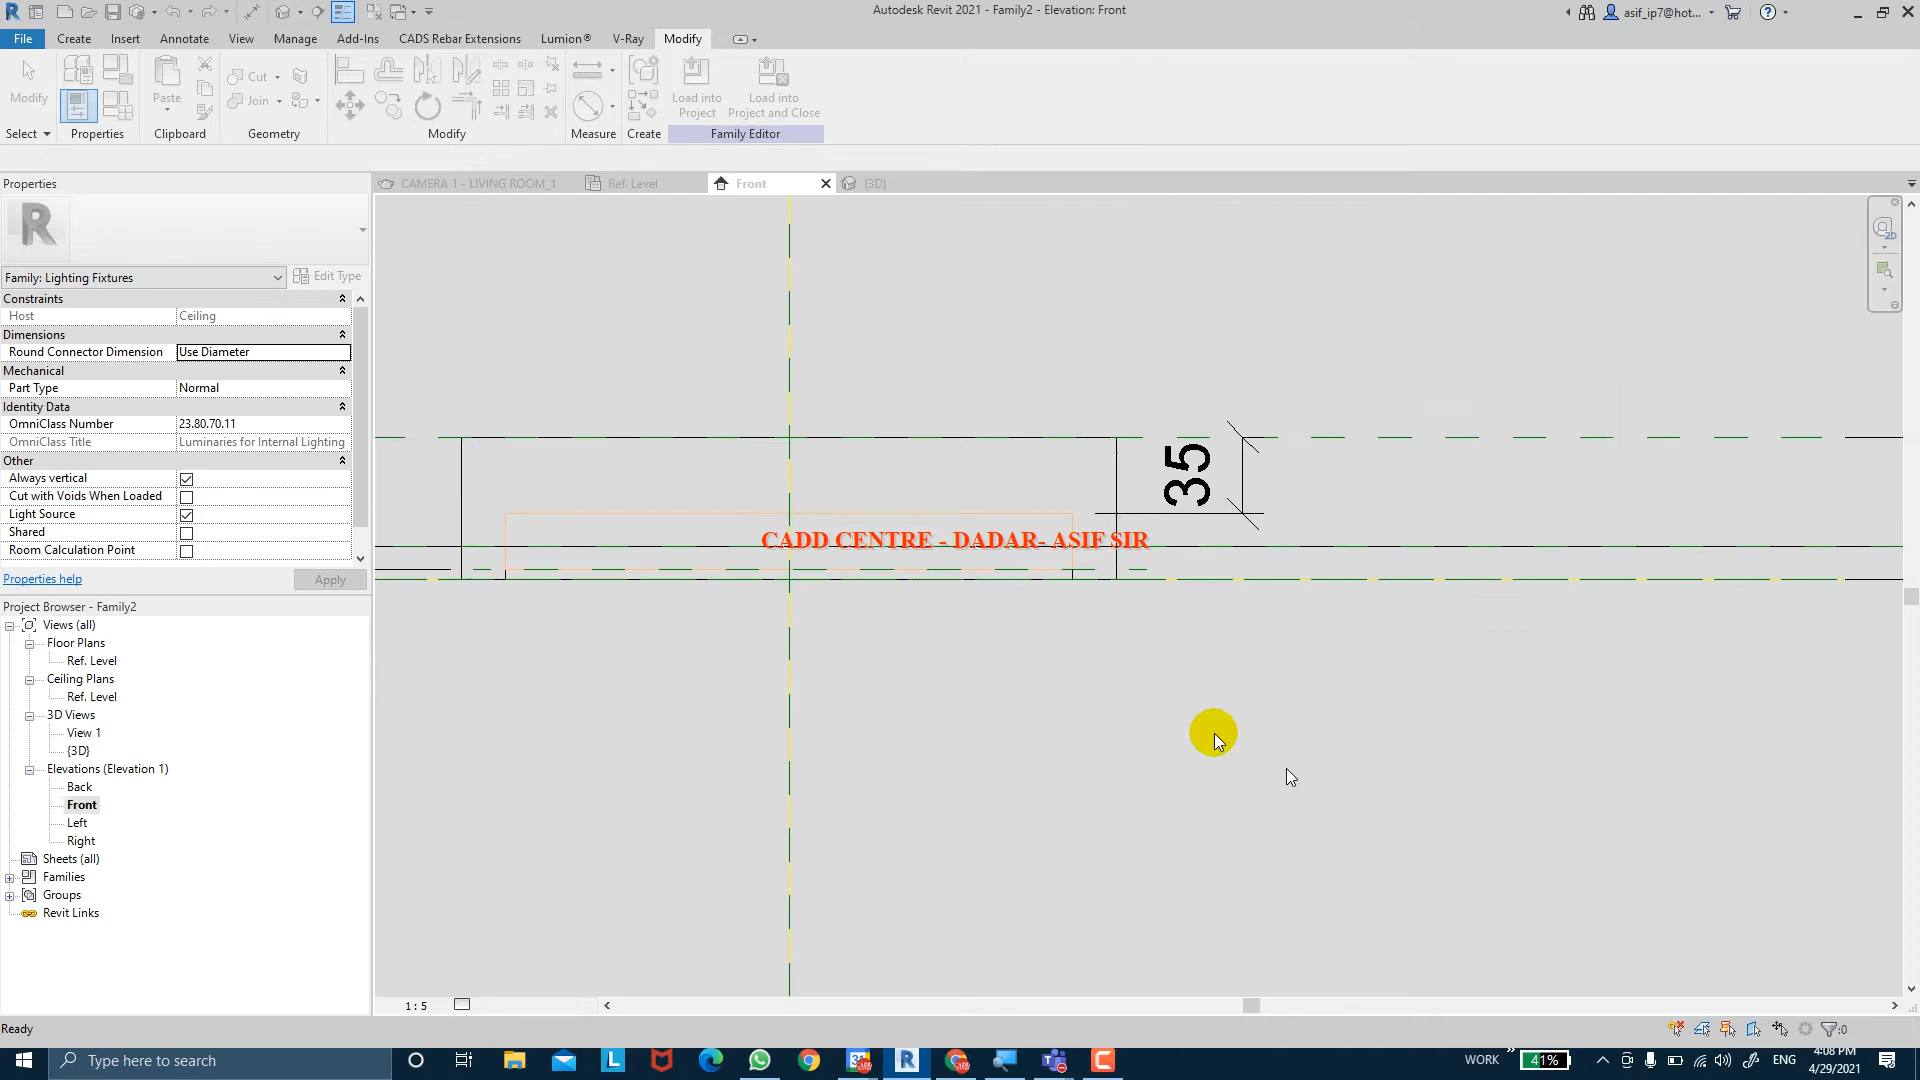 Autodesk Revit 2021 - Family2 - Elevation: Front
asif_ip7@hot...
File
Create
Insert
Annotate
View
Manage
Add-Ins
CADS Rebar Extensions
Lumion®
V-Ray
Modify
Modify
Paste
Cut
Join
Load into
Project
Load into
Project and Close
Select
Properties
Clipboard
Geometry
Modify
Measure
Create
Family Editor
Properties
CAMERA 1 - LIVING ROOM_1
Ref. Level
Front
{3D}
R
2D
Family: Lighting Fixtures
Edit Type
Constraints
Host
Ceiling
Dimensions
Round Connector Dimension
Use Diameter
Mechanical
Part Type
Normal
Identity Data
OmniClass Number
23.80.70.11
OmniClass Title
Luminaries for Internal Lighting
Other
Always vertical
Cut with Voids When Loaded
Light Source
Shared
Room Calculation Point
Properties help
Apply
35
CADD CENTRE - DADAR- ASIF SIR
Project Browser - Family2
Views (all)
Floor Plans
Ref. Level
Ceiling Plans
Ref. Level
3D Views
View 1
{3D}
Elevations (Elevation 1)
Back
Front
Left
Right
Sheets (all)
Families
Groups
Revit Links
1 : 5
Ready
:0
Type here to search
L
31
R
WORK
41%
ENG
4:08 PM
4/29/2021